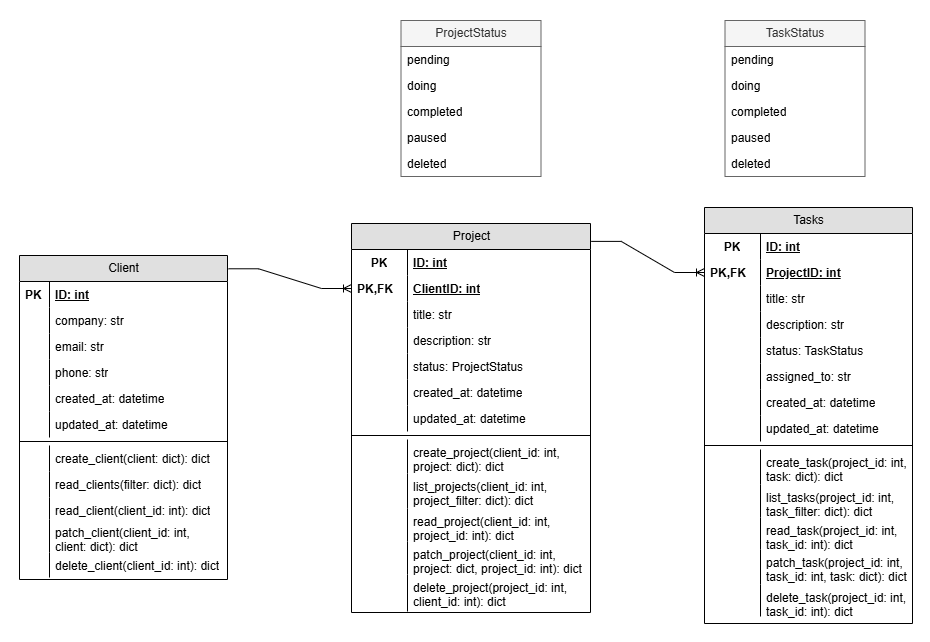 ProjectStatus
pending
doing
completed
paused
deleted
TaskStatus
pending
doing
completed
paused
deleted
Client
PK ID: int
company: str
email: str
phone: str
created_at: datetime
updated_at: datetime
create_client(client: dict): dict
read_clients(filter: dict): dict
read_client(client_id: int): dict
patch_client(client_id: int,
client: dict): dict
delete_client(client_id: int): dict
Project
PK ID: int
PK,FK ClientID: int
title: str
description: str
status: ProjectStatus
created_at: datetime
updated_at: datetime
create_project(client_id: int,
project: dict): dict
list_projects(client_id: int,
project_filter: dict): dict
read_project(client_id: int,
project_id: int): dict
patch_project(client_id: int,
project: dict, project_id: int): dict
delete_project(project_id: int,
client_id: int): dict
Tasks
PK ID: int
PK,FK ProjectID: int
title: str
description: str
status: TaskStatus
assigned_to: str
created_at: datetime
updated_at: datetime
create_task(project_id: int,
task: dict): dict
list_tasks(project_id: int,
task_filter: dict): dict
read_task(project_id: int,
task_id: int): dict
patch_task(project_id: int,
task_id: int, task: dict): dict
delete_task(project_id: int,
task_id: int): dict